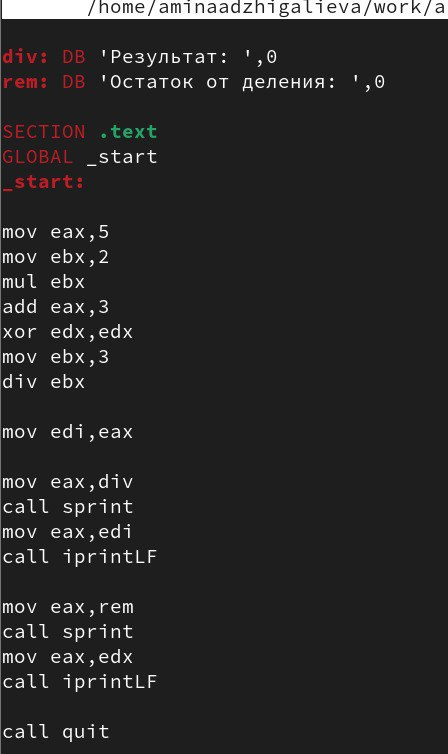 /home/aminaadzhigalieva/work/a
div: DB 'Результат: ',0
rem: DB 'Остаток от деления: ',0
SECTION .text
GLOBAL _start
_start:
mov eax,5
mov ebx,2
mul ebx
add eax,3
xor edx,edx
mov ebx,3
div ebx
mov edi,eax
mov eax,div
call sprint
mov eax,edi
call iprintLF
mov eax,rem
call sprint
mov eax,edx
call iprintLF
call quit